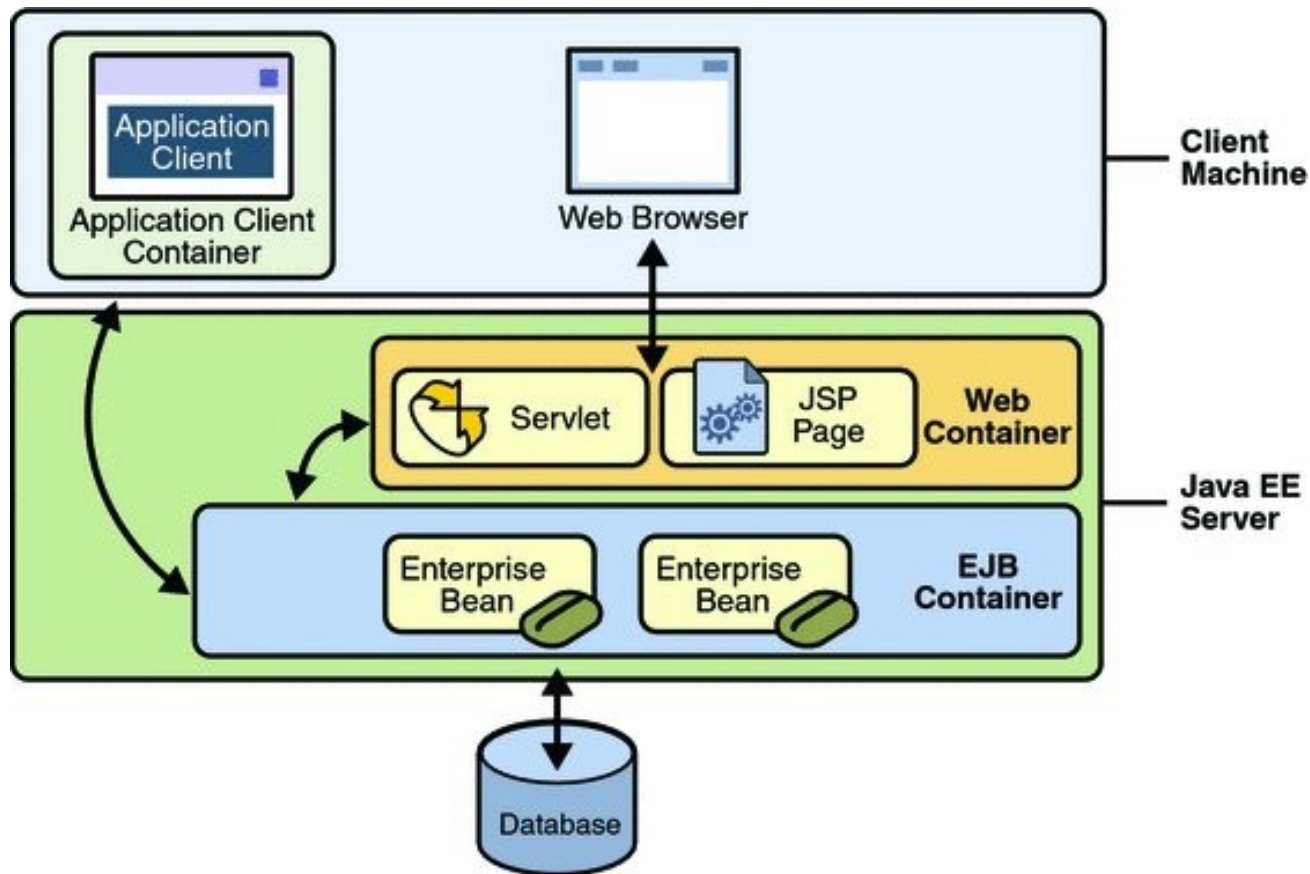 Application
Client
Application Client
Container
Web Browser
Client
Machine
Servlet
JSP
Page
Web
Container
Java EE
Server
Enterprise
Bean
Enterprise
Bean
EJB
Container
Database